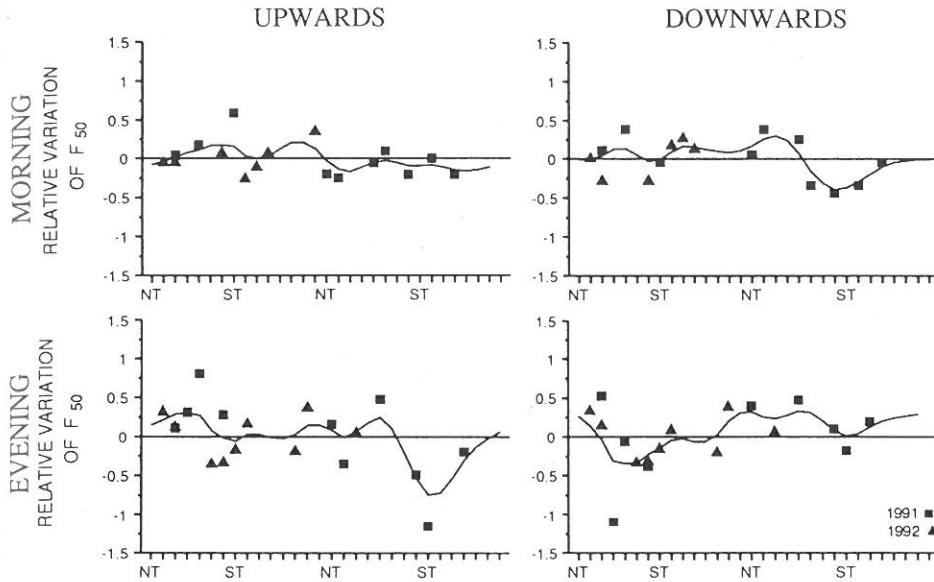 UPWARDS
DOWNWARDS
MORNING
RELATIVE VARIATION
OF F 50
1.5
1
0.5
0
-0.5
-1
-1.5
NT ST NT ST
1.5
1
0.5
0
-0.5
-1
-1.5
NT ST NT ST
EVENING
RELATIVE VARIATION
OF F 50
1.5
1
0.5
0
-0.5
-1
-1.5
NT ST NT ST
1.5
1
0.5
0
-0.5
-1
-1.5
NT ST NT ST
1991
1992